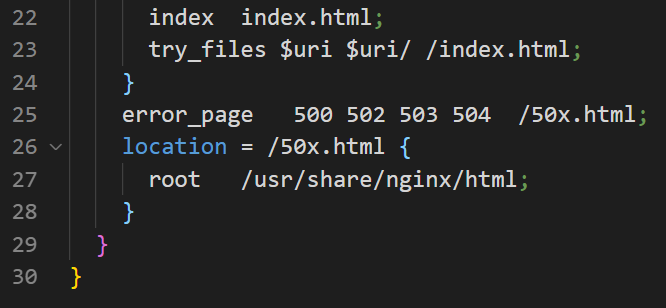 22 index  index.html;
23 try_files $uri $uri/ /index.html;
24 }
25 error_page   500 502 503 504  /50x.html;
26 location = /50x.html {
27 root   /usr/share/nginx/html;
28 }
29 }
30 }